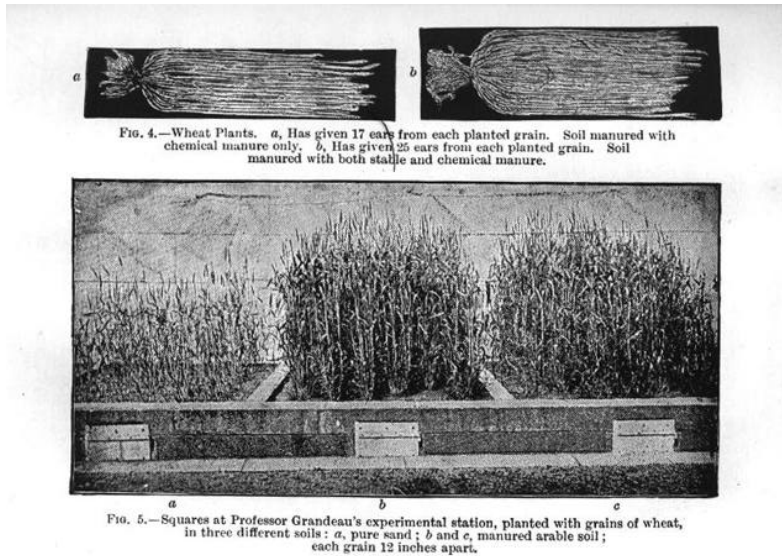 a
b
FIG. 4.—Wheat Plants. a, Has given 17 ears from each planted grain. Soil manured with
chemical manure only. b, Has given 25 ears from each planted grain. Soil
manured with both stable and chemical manure.
a b c
FIG. 5.—Squares at Professor Grandeau's experimental station, planted with grains of wheat,
in three different soils: a, pure sand; b and c, manured arable soil;
each grain 12 inches apart.